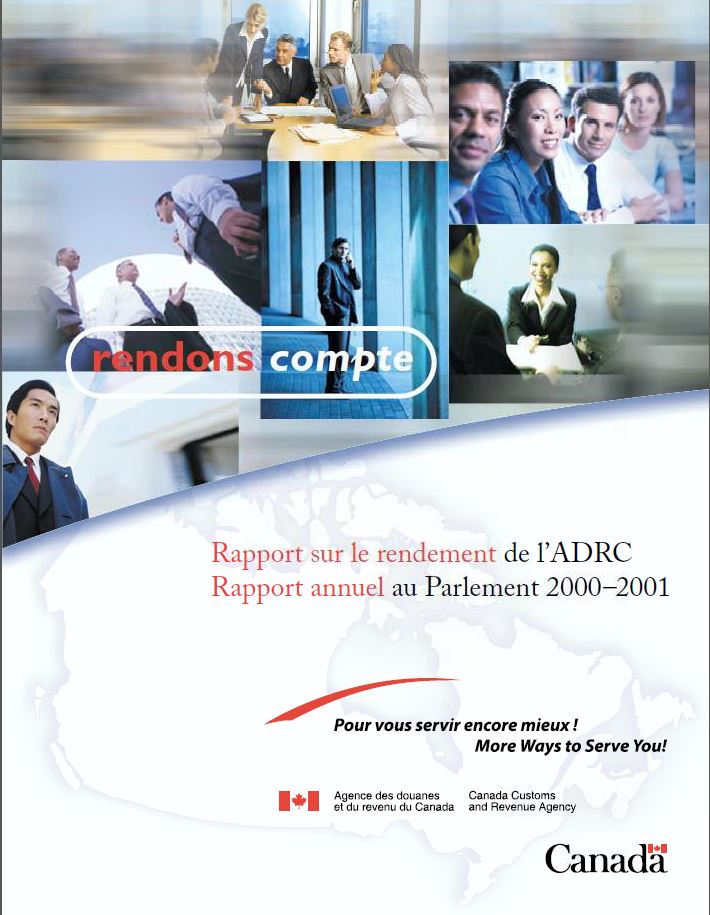 rendons compte
Rapport sur le rendement de l'ADRC
Rapport annuel au Parlement 2000–2001
Pour vous servir encore mieux !
More Ways to Serve You!
Agence des douanes
et du revenu du Canada
Canada Customs
and Revenue Agency
Canada